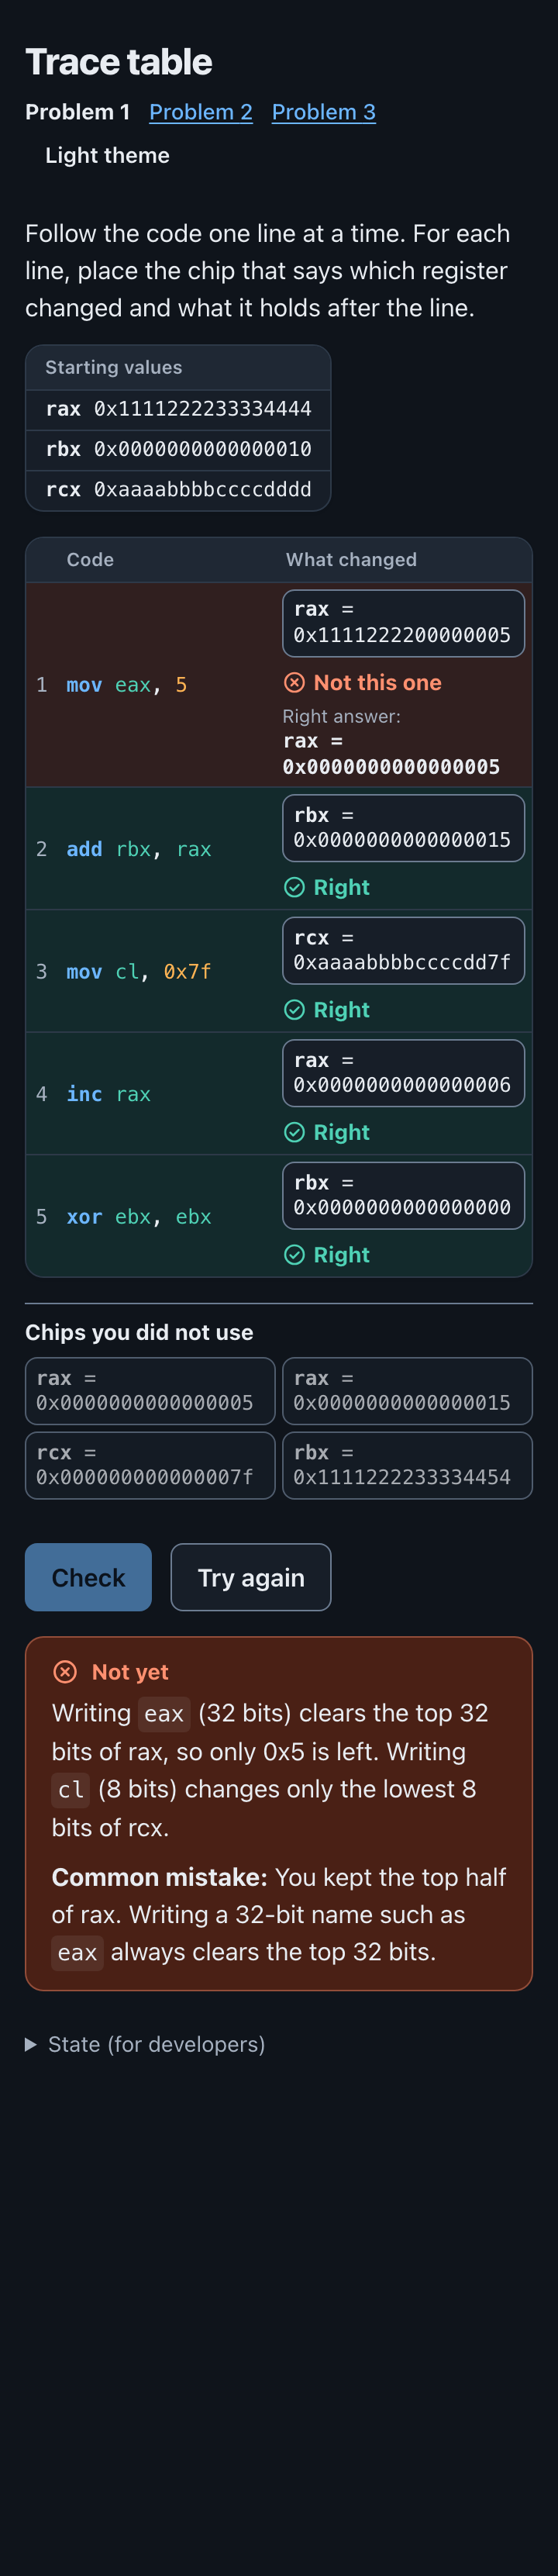 Trace table
Problem 1 Problem 2 Problem 3
Light theme
Follow the code one line at a time. For each
line, place the chip that says which register
changed and what it holds after the line.
Starting values
rax 0x1111222233334444
rbx 0x0000000000000010
rcx 0xaaaabbbbccccdddd
Code What changed
1 mov eax, 5
rax =
0x1111222200000005
Not this one
Right answer:
rax =
0x0000000000000005
2 add rbx, rax
rbx =
0x0000000000000015
Right
3 mov cl, 0x7f
rcx =
0xaaaabbbbccccdd7f
Right
4 inc rax
rax =
0x0000000000000006
Right
5 xor ebx, ebx
rbx =
0x0000000000000000
Right
Chips you did not use
rax =
0x0000000000000005
rax =
0x0000000000000015
rcx =
0x000000000000007f
rbx =
0x1111222233334454
Check Try again
Not yet
Writing eax (32 bits) clears the top 32
bits of rax, so only 0x5 is left. Writing
cl (8 bits) changes only the lowest 8
bits of rcx.
Common mistake: You kept the top half
of rax. Writing a 32-bit name such as
eax always clears the top 32 bits.
State (for developers)